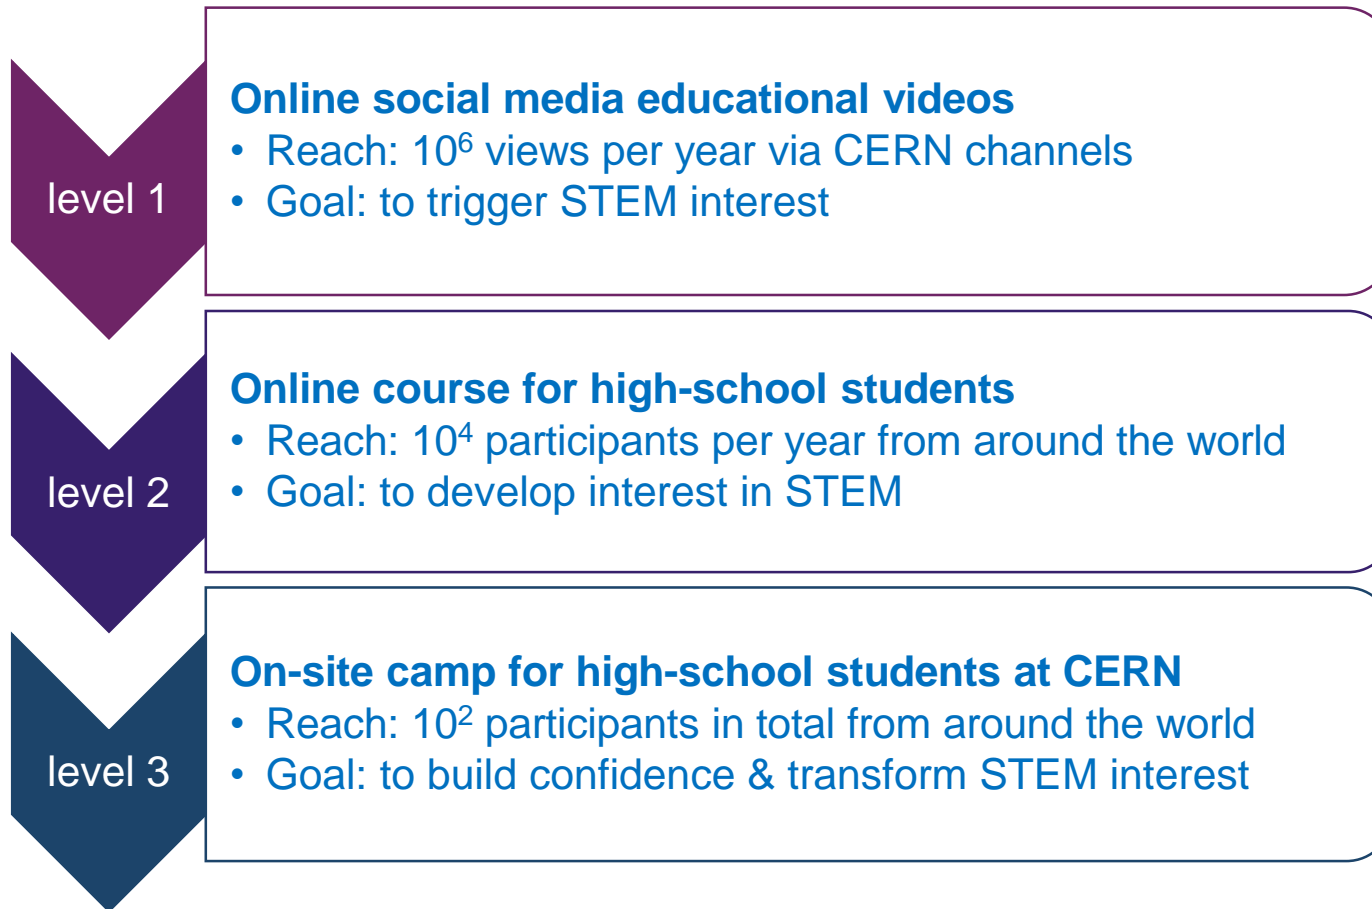 level 1
Online social media educational videos
• Reach: 10⁶ views per year via CERN channels
• Goal: to trigger STEM interest
level 2
Online course for high-school students
• Reach: 10⁴ participants per year from around the world
• Goal: to develop interest in STEM
level 3
On-site camp for high-school students at CERN
• Reach: 10² participants in total from around the world
• Goal: to build confidence & transform STEM interest